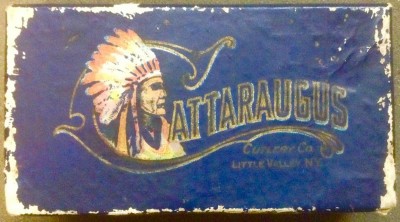 CATTARAUGUS
CUTLERY CO.
LITTLE VALLEY, N.Y.